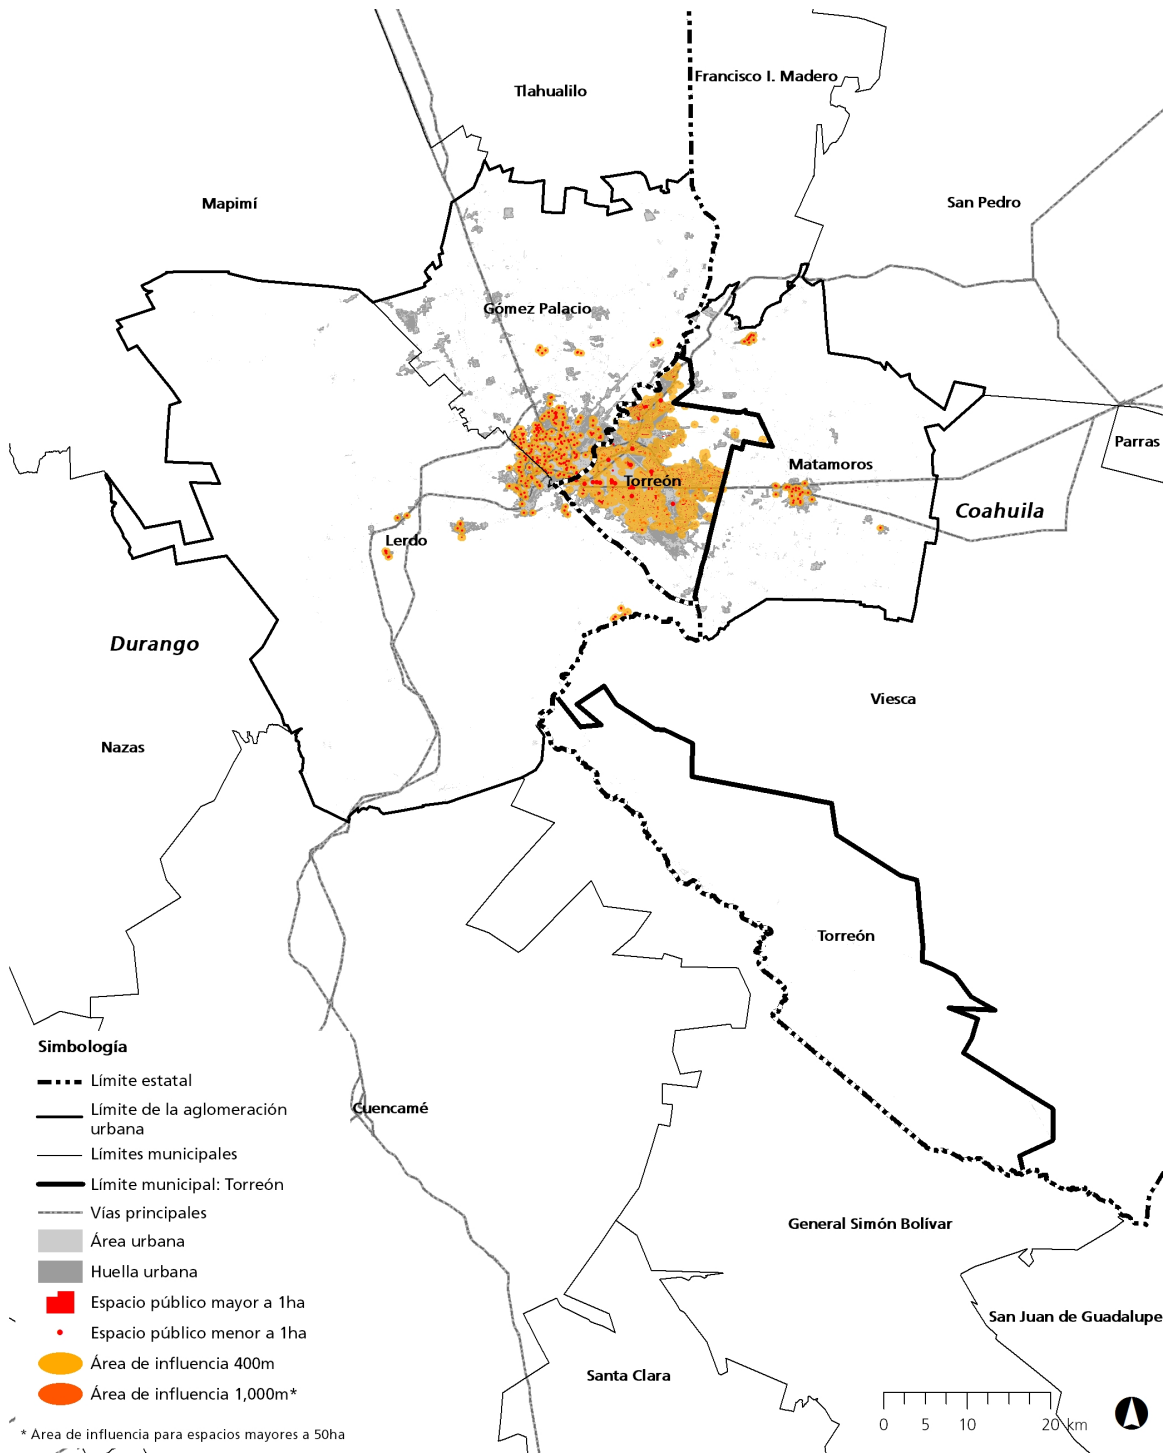 Francisco I. Madero
Tlahualilo
Mapimí
San Pedro
Gómez Palacio
Parras
Matamoros
Torreón
Coahuila
Lerdo
Durango
Viesca
Nazas
Torreón
Simbología
Límite estatal
Límite de la aglomeración
urbana
Límites municipales
Límite municipal: Torreón
Vías principales
Área urbana
Huella urbana
Espacio público mayor a 1ha
Espacio público menor a 1ha
Área de influencia 400m
Área de influencia 1,000m*
* Área de influencia para espacios mayores a 50ha
Cuencamé
General Simón Bolívar
San Juan de Guadalupe
Santa Clara
0 5 10 20 km